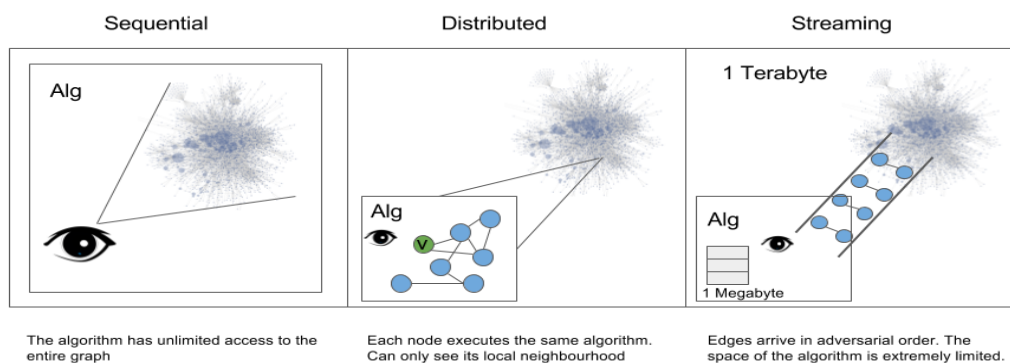 Sequential
Distributed
Streaming
Alg
1 Terabyte
Alg
V
Alg
1 Megabyte
The algorithm has unlimited access to the
entire graph
Each node executes the same algorithm.
Can only see its local neighbourhood
Edges arrive in adversarial order. The
space of the algorithm is extremely limited.